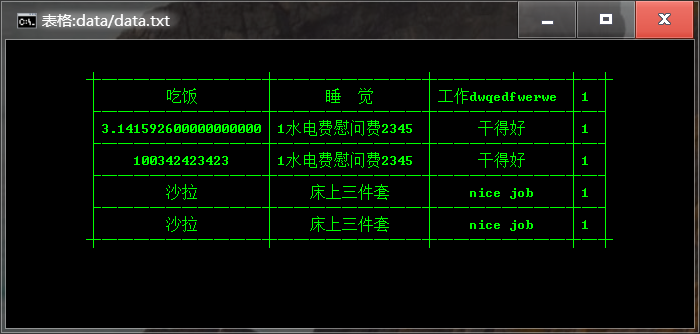 表格:data/data.txt
吃饭 睡 觉 工作dwqedfwerwe 1
3.141592600000000000 1水电费慰问费2345 干得好 1
100342423423 1水电费慰问费2345 干得好 1
沙拉 床上三件套 nice job 1
沙拉 床上三件套 nice job 1